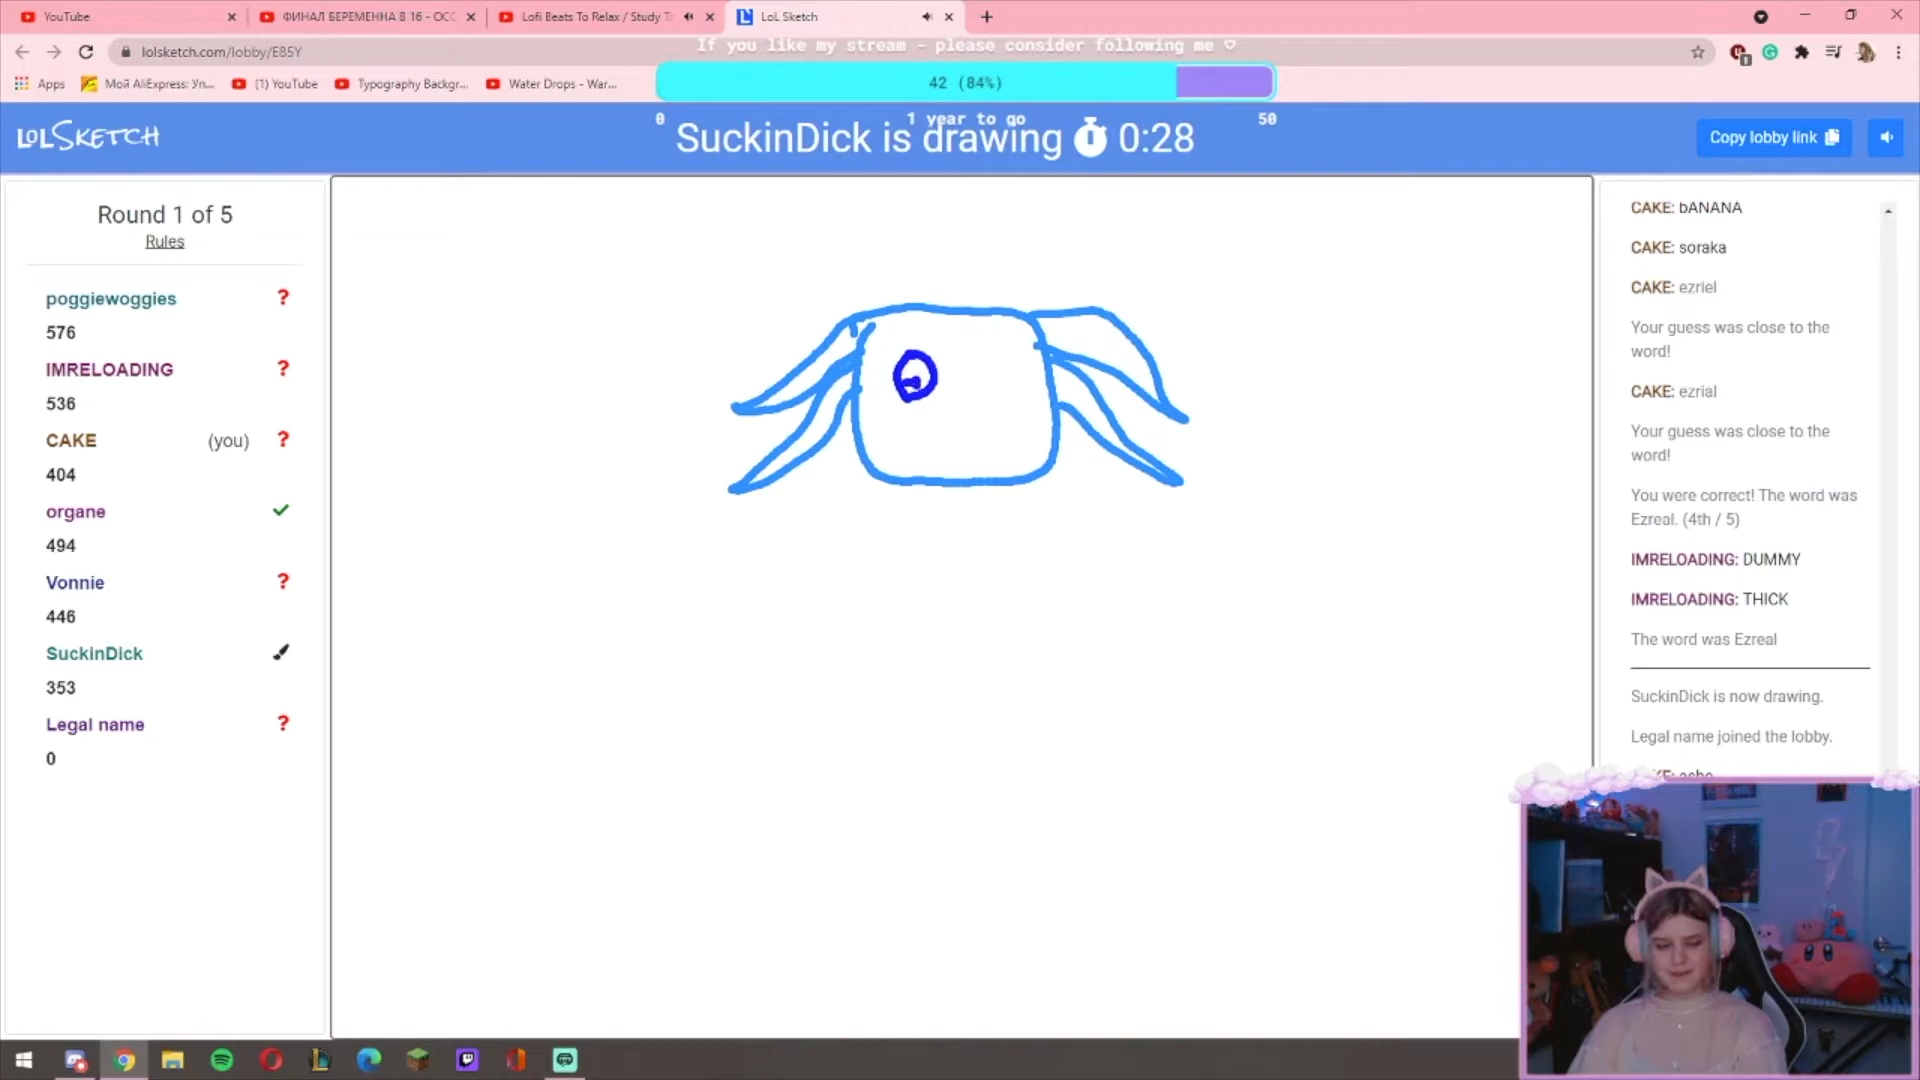 YouTube
ФИНАЛ БЕРЕМЕННА В 16 - ОСС
Lofi Beats To Relax / Study To
LoL Sketch
lolsketch.com/lobby/E85Y
If you like my stream - please consider following me ♡
Apps
Мой AliExpress: Уп...
(1) YouTube
Typography Backgr...
Water Drops - War...
42 (84%)
0
1 year to go
50
LOLSKETCH
SuckinDick is drawing 0:28
Copy lobby link
Round 1 of 5
Rules
poggiewoggies ?
576
IMRELOADING ?
536
CAKE (you) ?
404
organe
494
Vonnie ?
446
SuckinDick
353
Legal name ?
0
CAKE: bANANA
CAKE: soraka
CAKE: ezriel
Your guess was close to the
word!
CAKE: ezrial
Your guess was close to the
word!
You were correct! The word was
Ezreal. (4th / 5)
IMRELOADING: DUMMY
IMRELOADING: THICK
The word was Ezreal
SuckinDick is now drawing.
Legal name joined the lobby.